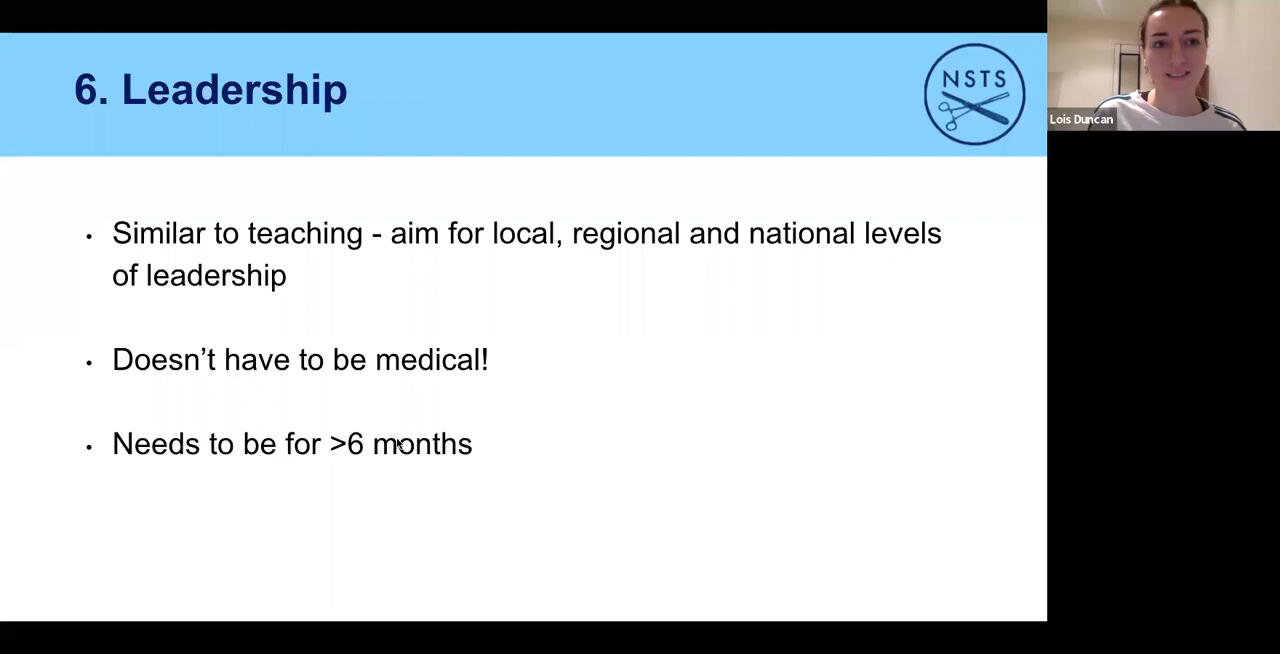 6. Leadership
NSTS
Lois Duncan
• Similar to teaching - aim for local, regional and national levels
of leadership
• Doesn’t have to be medical!
• Needs to be for >6 months